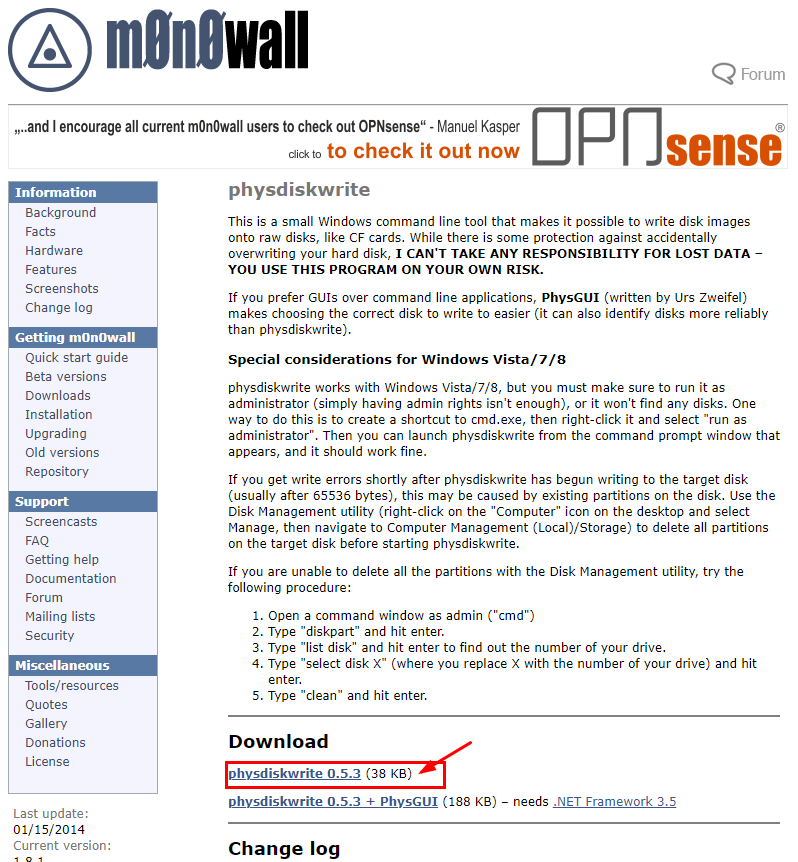 mØnØwall
Forum
„..and I encourage all current m0n0wall users to check out OPNsense“ - Manuel Kasper
click to to check it out now
OPNsense®
Information
Background
Facts
Hardware
Features
Screenshots
Change log
Getting m0n0wall
Quick start guide
Beta versions
Downloads
Installation
Upgrading
Old versions
Repository
Support
Screencasts
FAQ
Getting help
Documentation
Forum
Mailing lists
Security
Miscellaneous
Tools/resources
Quotes
Gallery
Donations
License
Last update:
01/15/2014
Current version:
1.8.1
physdiskwrite
This is a small Windows command line tool that makes it possible to write disk images
onto raw disks, like CF cards. While there is some protection against accidentally
overwriting your hard disk, I CAN'T TAKE ANY RESPONSIBILITY FOR LOST DATA –
YOU USE THIS PROGRAM ON YOUR OWN RISK.
If you prefer GUIs over command line applications, PhysGUI (written by Urs Zweifel)
makes choosing the correct disk to write to easier (it can also identify disks more reliably
than physdiskwrite).
Special considerations for Windows Vista/7/8
physdiskwrite works with Windows Vista/7/8, but you must make sure to run it as
administrator (simply having admin rights isn't enough), or it won't find any disks. One
way to do this is to create a shortcut to cmd.exe, then right-click it and select "run as
administrator". Then you can launch physdiskwrite from the command prompt window that
appears, and it should work fine.
If you get write errors shortly after physdiskwrite has begun writing to the target disk
(usually after 65536 bytes), this may be caused by existing partitions on the disk. Use the
Disk Management utility (right-click on the "Computer" icon on the desktop and select
Manage, then navigate to Computer Management (Local)/Storage) to delete all partitions
on the target disk before starting physdiskwrite.
If you are unable to delete all the partitions with the Disk Management utility, try the
following procedure:
1. Open a command window as admin ("cmd")
2. Type "diskpart" and hit enter.
3. Type "list disk" and hit enter to find out the number of your drive.
4. Type "select disk X" (where you replace X with the number of your drive) and hit
enter.
5. Type "clean" and hit enter.
Download
physdiskwrite 0.5.3 (38 KB)
physdiskwrite 0.5.3 + PhysGUI (188 KB) – needs .NET Framework 3.5
Change log